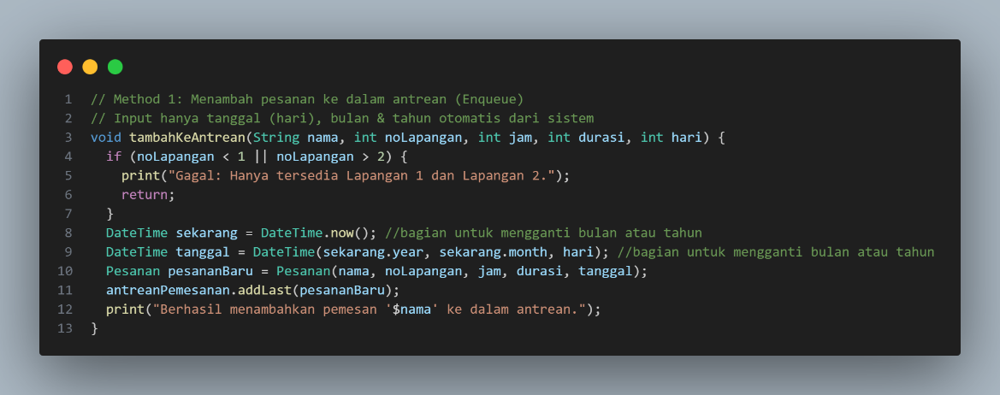 1 // Method 1: Menambah pesanan ke dalam antrean (Enqueue)
2 // Input hanya tanggal (hari), bulan & tahun otomatis dari sistem
3 void tambahKeAntrean(String nama, int noLapangan, int jam, int durasi, int hari) {
4   if (noLapangan < 1 || noLapangan > 2) {
5     print("Gagal: Hanya tersedia Lapangan 1 dan Lapangan 2.");
6     return;
7   }
8   DateTime sekarang = DateTime.now(); //bagian untuk mengganti bulan atau tahun
9   DateTime tanggal = DateTime(sekarang.year, sekarang.month, hari); //bagian untuk mengganti bulan atau tahun
10   Pesanan pesananBaru = Pesanan(nama, noLapangan, jam, durasi, tanggal);
11   antreanPemesanan.addLast(pesananBaru);
12   print("Berhasil menambahkan pemesan '$nama' ke dalam antrean.");
13 }